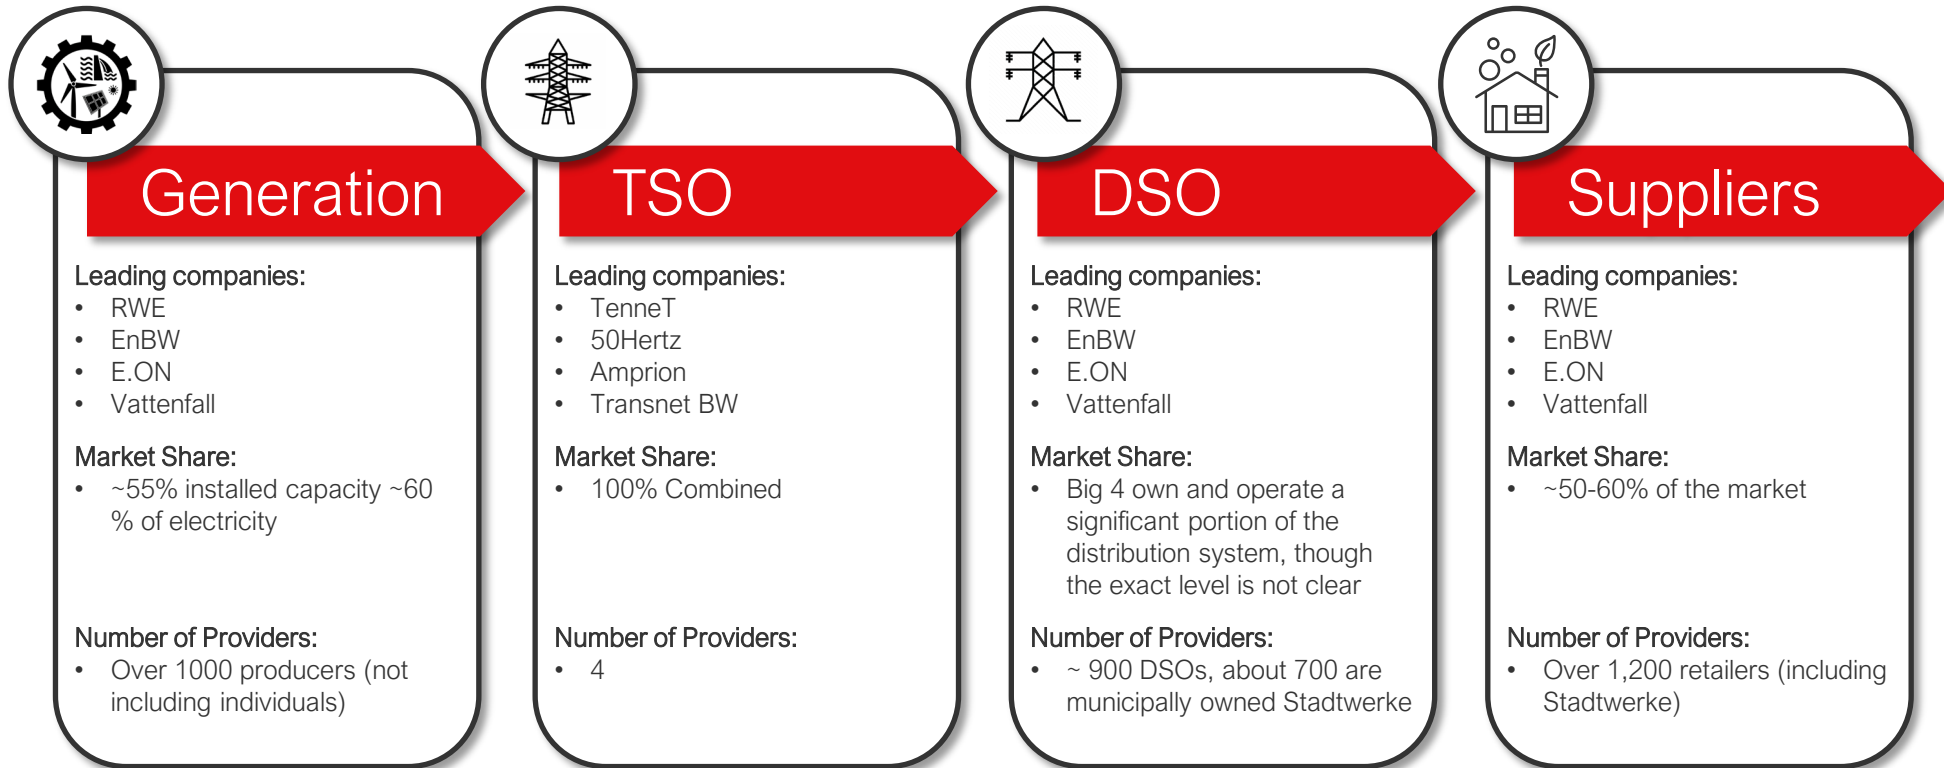 Generation
Leading companies:
• RWE
• EnBW
• E.ON
• Vattenfall
Market Share:
• ~55% installed capacity ~60
% of electricity
Number of Providers:
• Over 1000 producers (not
including individuals)
TSO
Leading companies:
• TenneT
• 50Hertz
• Amprion
• Transnet BW
Market Share:
• 100% Combined
Number of Providers:
• 4
DSO
Leading companies:
• RWE
• EnBW
• E.ON
• Vattenfall
Market Share:
• Big 4 own and operate a
significant portion of the
distribution system, though
the exact level is not clear
Number of Providers:
• ~ 900 DSOs, about 700 are
municipally owned Stadtwerke
Suppliers
Leading companies:
• RWE
• EnBW
• E.ON
• Vattenfall
Market Share:
• ~50-60% of the market
Number of Providers:
• Over 1,200 retailers (including
Stadtwerke)